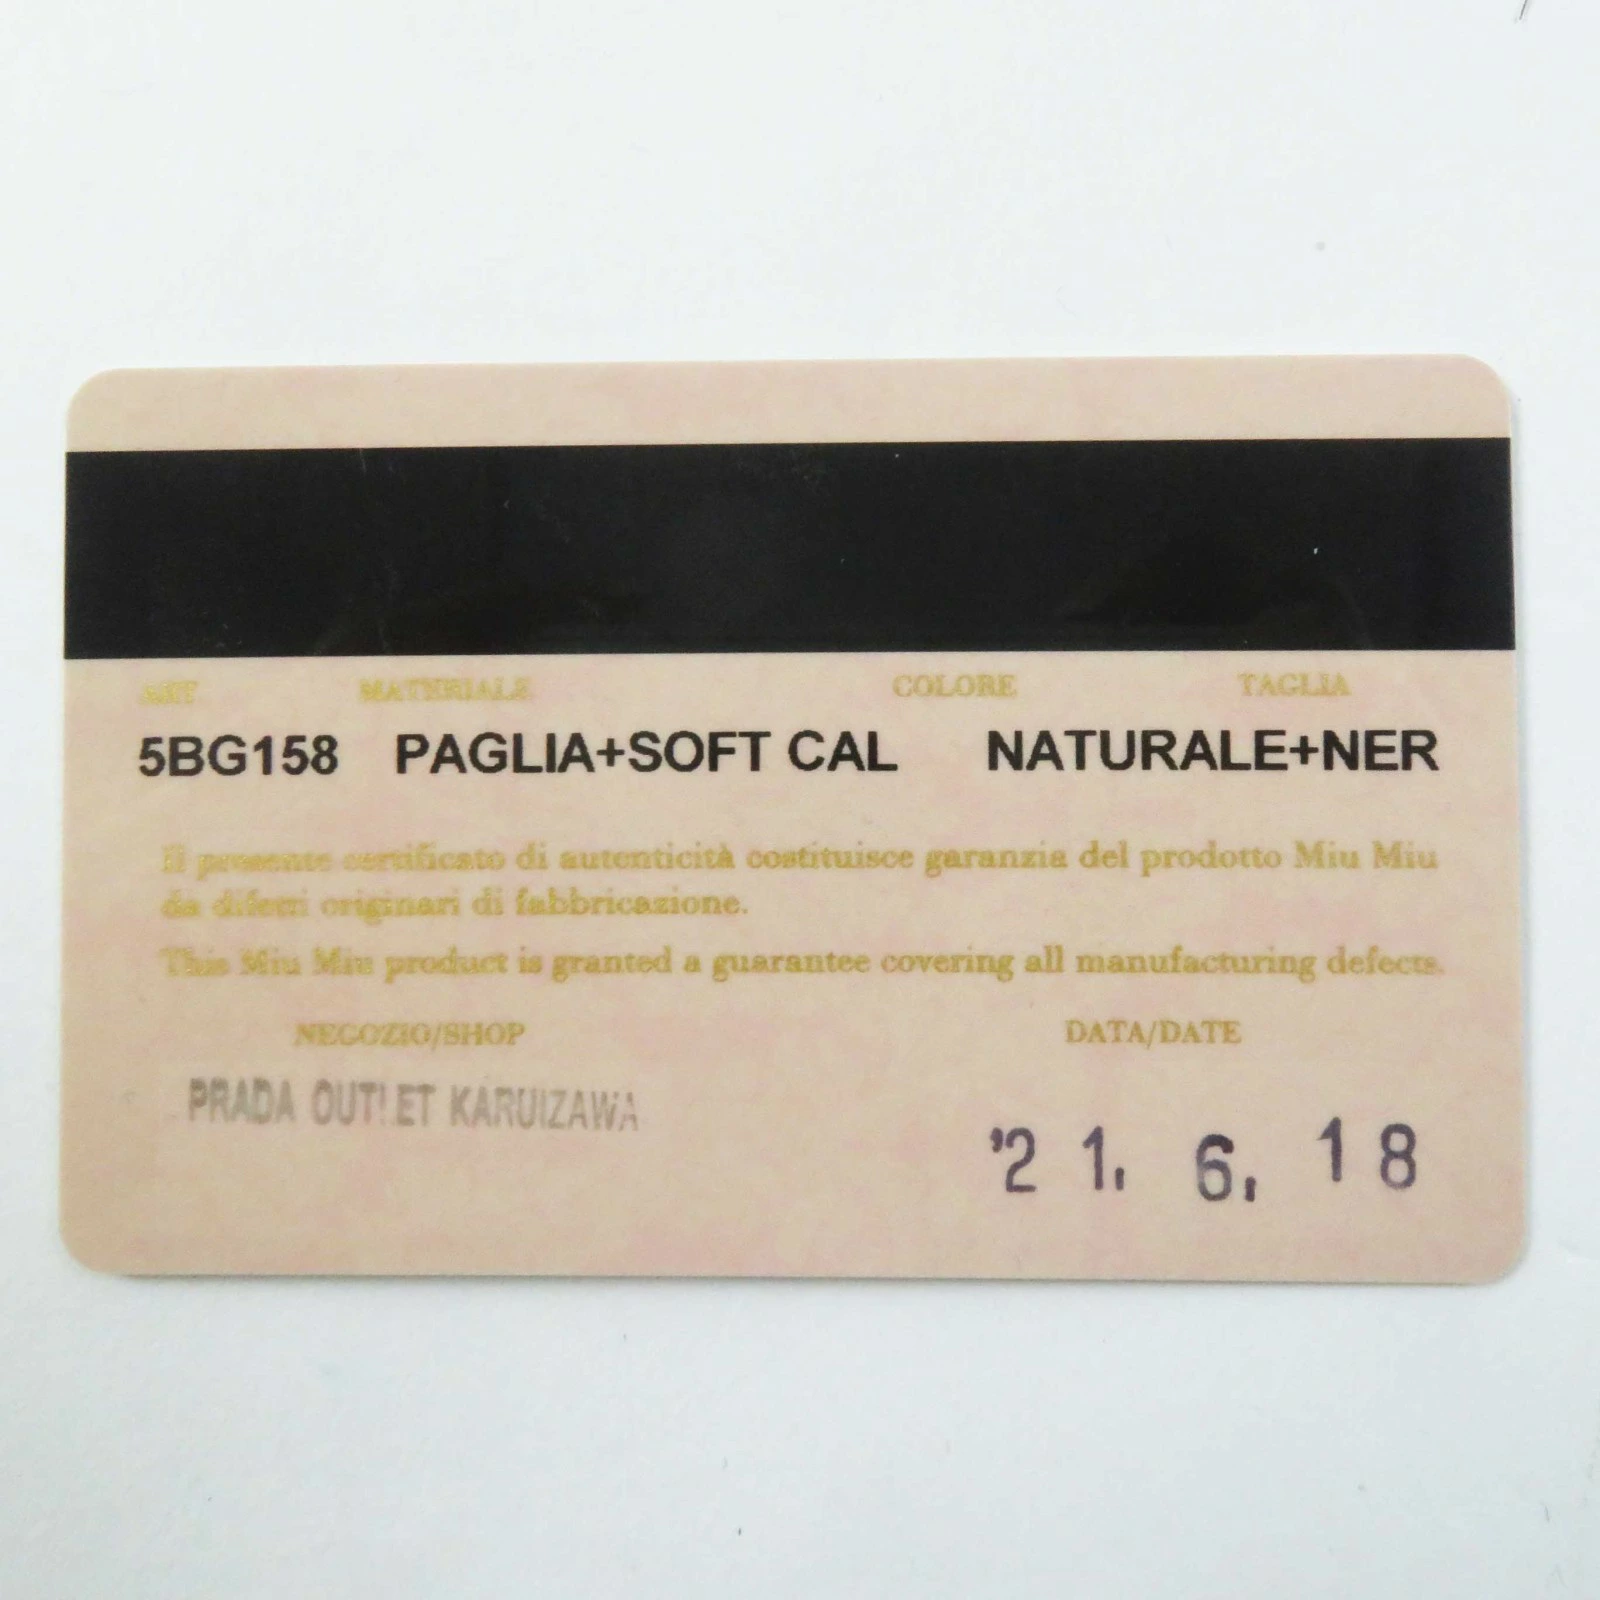 ART MATERIALE COLORE TAGLIA
5BG158 PAGLIA+SOFT CAL NATURALE+NER
Il presente certificato di autenticità costituisce garanzia del prodotto Miu Miu
da difetti originari di fabbricazione.
This Miu Miu product is granted a guarantee covering all manufacturing defects.
NEGOZIO/SHOP DATA/DATE
PRADA OUTLET KARUIZAWA
'21. 6. 18